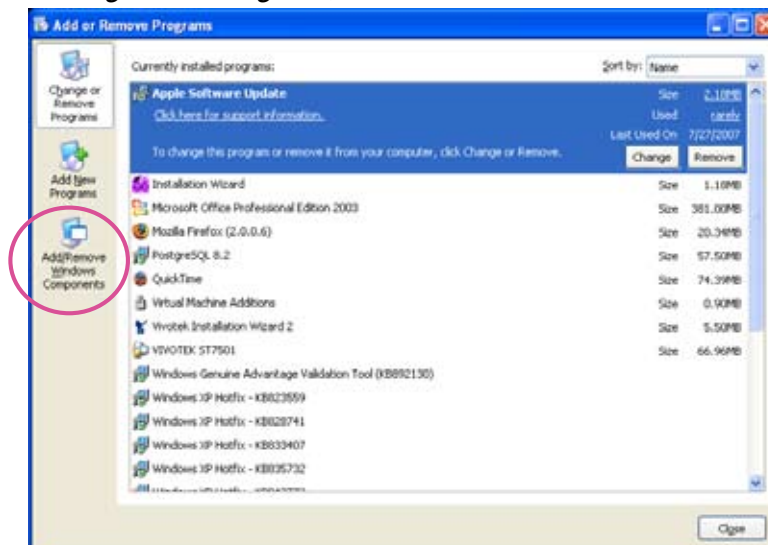 Add or Remove Programs
Change or
Remove
Programs
Add New
Programs
Add/Remove
Windows
Components
Currently installed programs:
Sort by: Name
Apple Software Update
Size 2.18MB
Click here for support information.
Used rarely
Last Used On 7/27/2007
To change this program or remove it from your computer, click Change or Remove.
Change
Remove
Installation Wizard Size 1.18MB
Microsoft Office Professional Edition 2003 Size 381.00MB
Mozilla Firefox (2.0.0.6) Size 20.34MB
PostgreSQL 8.2 Size 57.50MB
QuickTime Size 74.39MB
Virtual Machine Additions Size 0.90MB
Vivotek Installation Wizard 2 Size 5.50MB
VIVOTEK ST7501 Size 66.96MB
Windows Genuine Advantage Validation Tool (KB892130)
Windows XP Hotfix - KB823559
Windows XP Hotfix - KB828741
Windows XP Hotfix - KB833407
Windows XP Hotfix - KB835732
Close